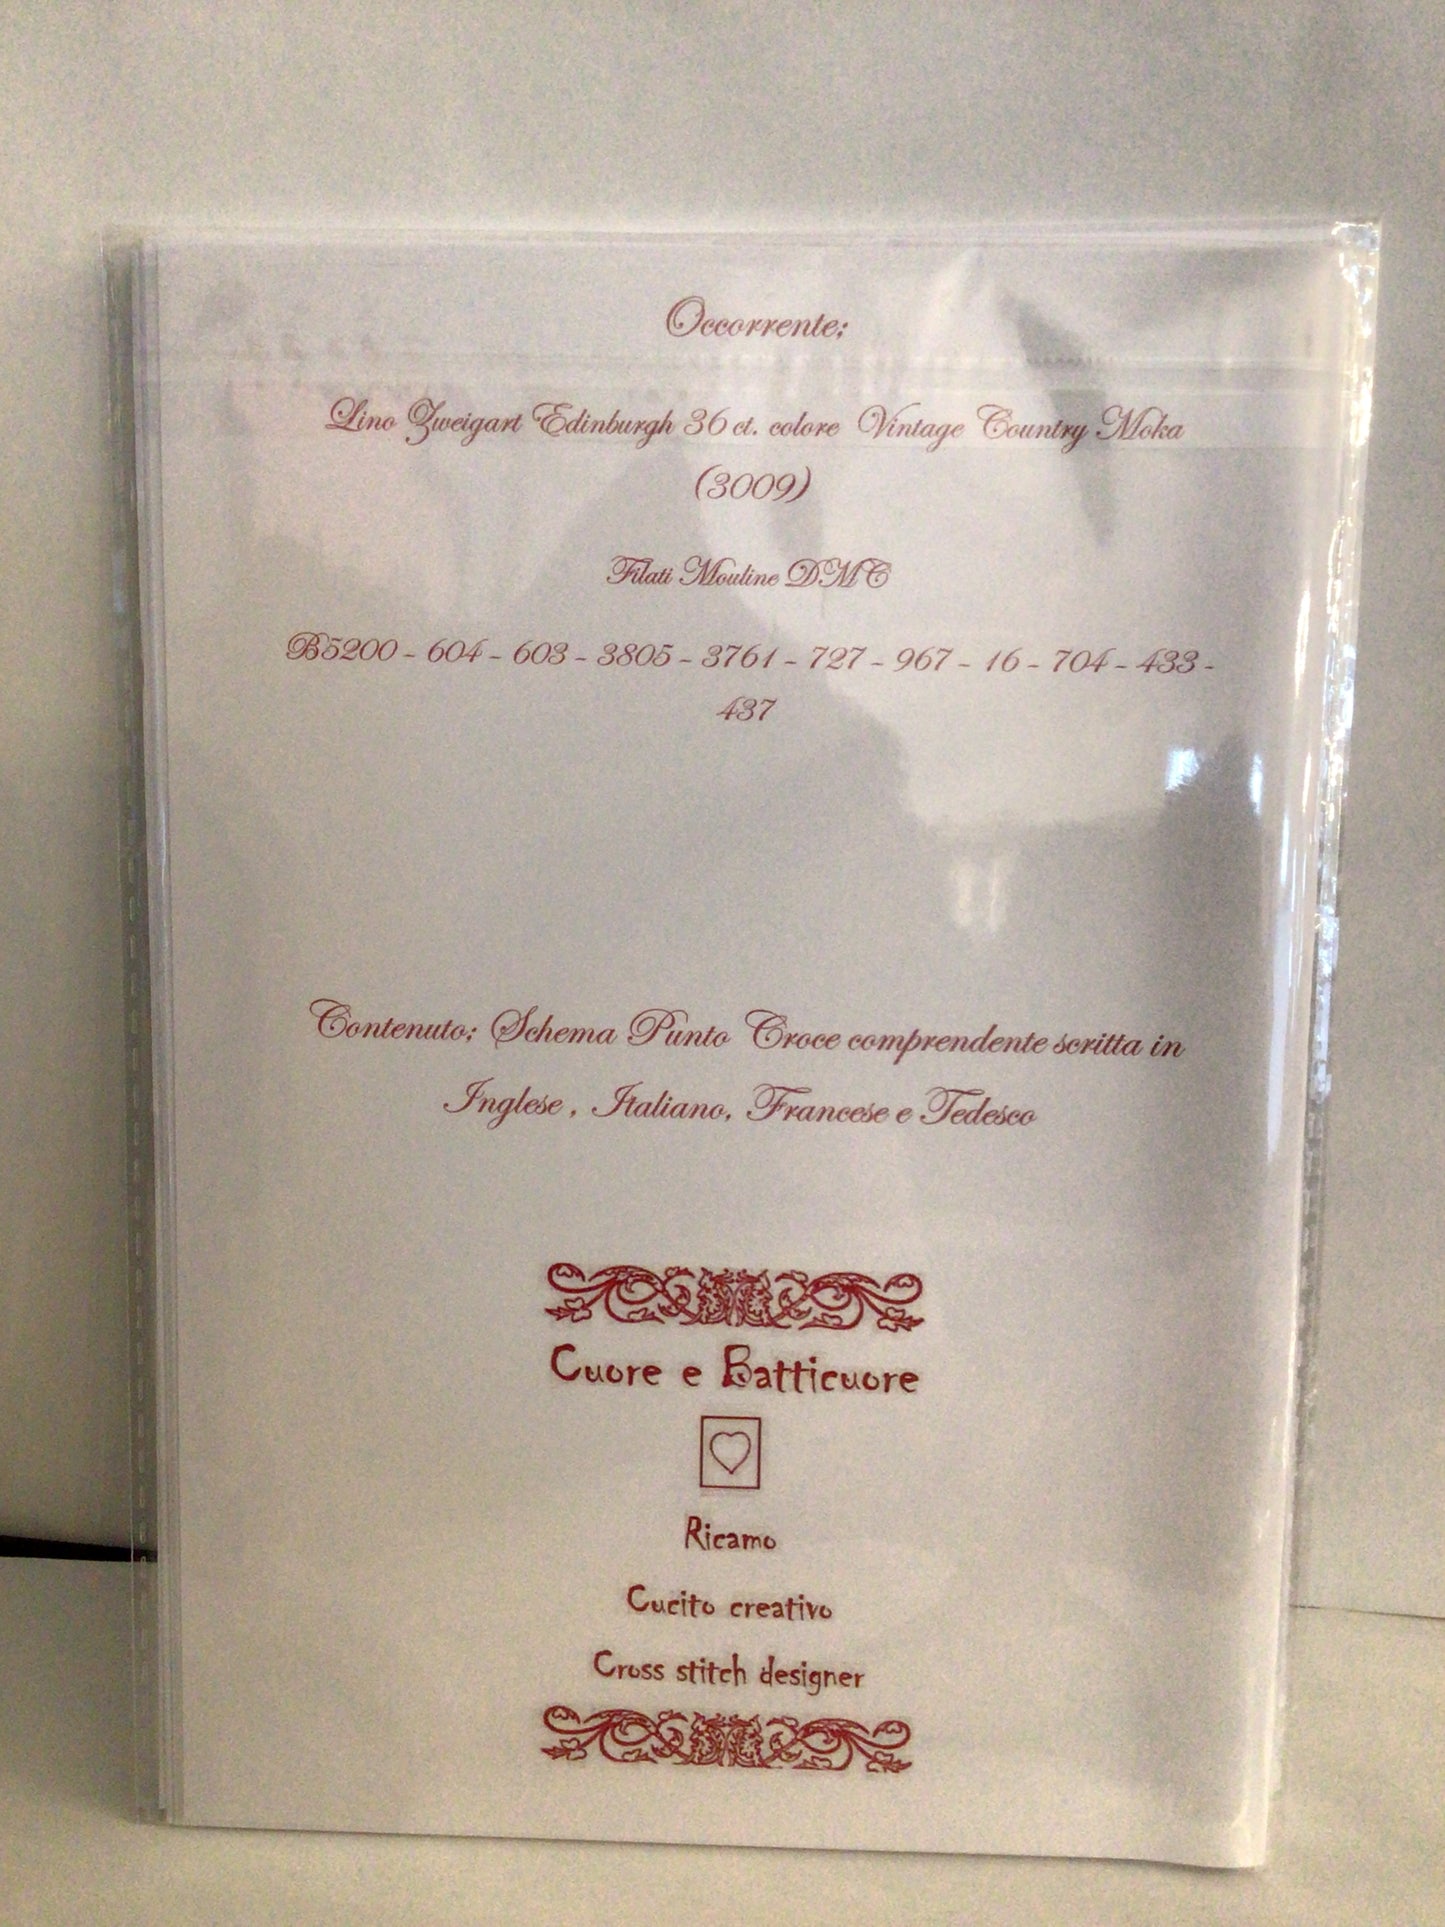 Occorrente:
Lino Zweigart Edinburgh 36 ct. colore Vintage Country Moka
(3009)
Filati Mouline DMC
B5200 - 604 - 603 - 3805 - 3761 - 727 - 967 - 16 - 704 - 433 -
437
Contenuto: Schema Punto Croce comprendente scritta in
Inglese , Italiano, Francese e Tedesco
Cuore e Batticuore
Ricamo
Cucito creativo
Cross stitch designer